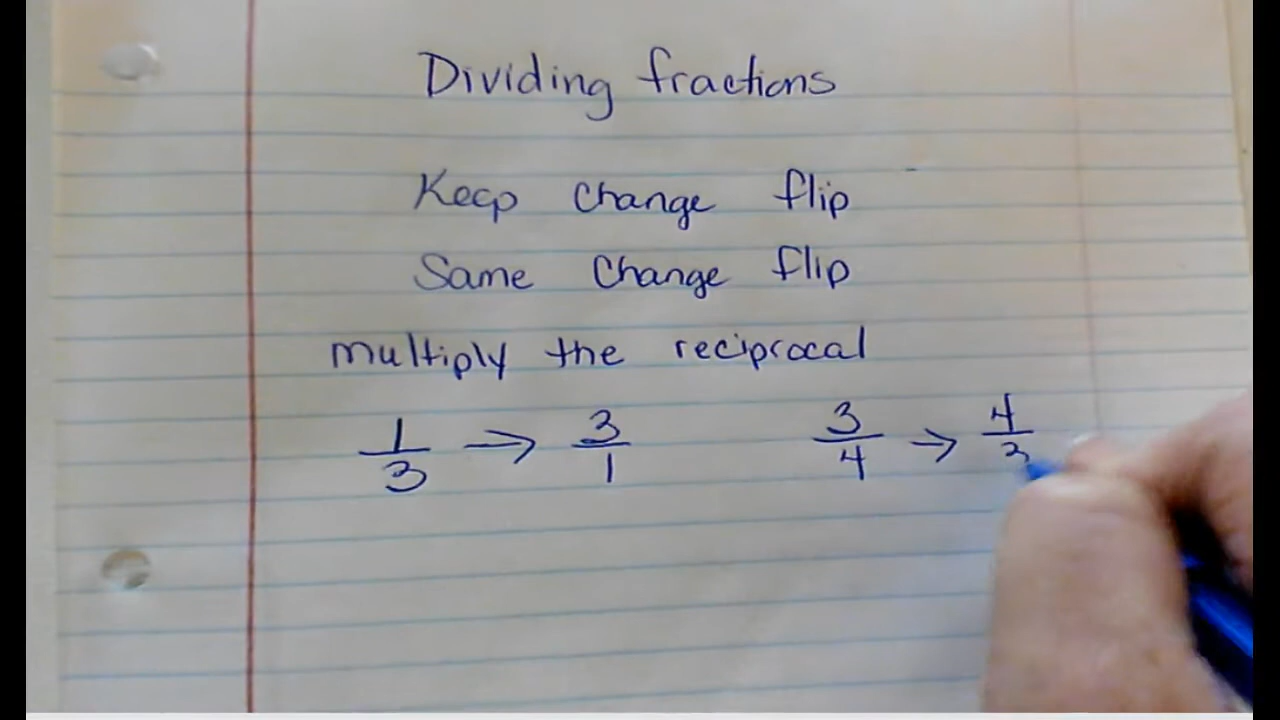 Dividing fractions
Keep change flip
Same change flip
multiply the reciprocal
1/3 → 3/1 3/4 → 4/3